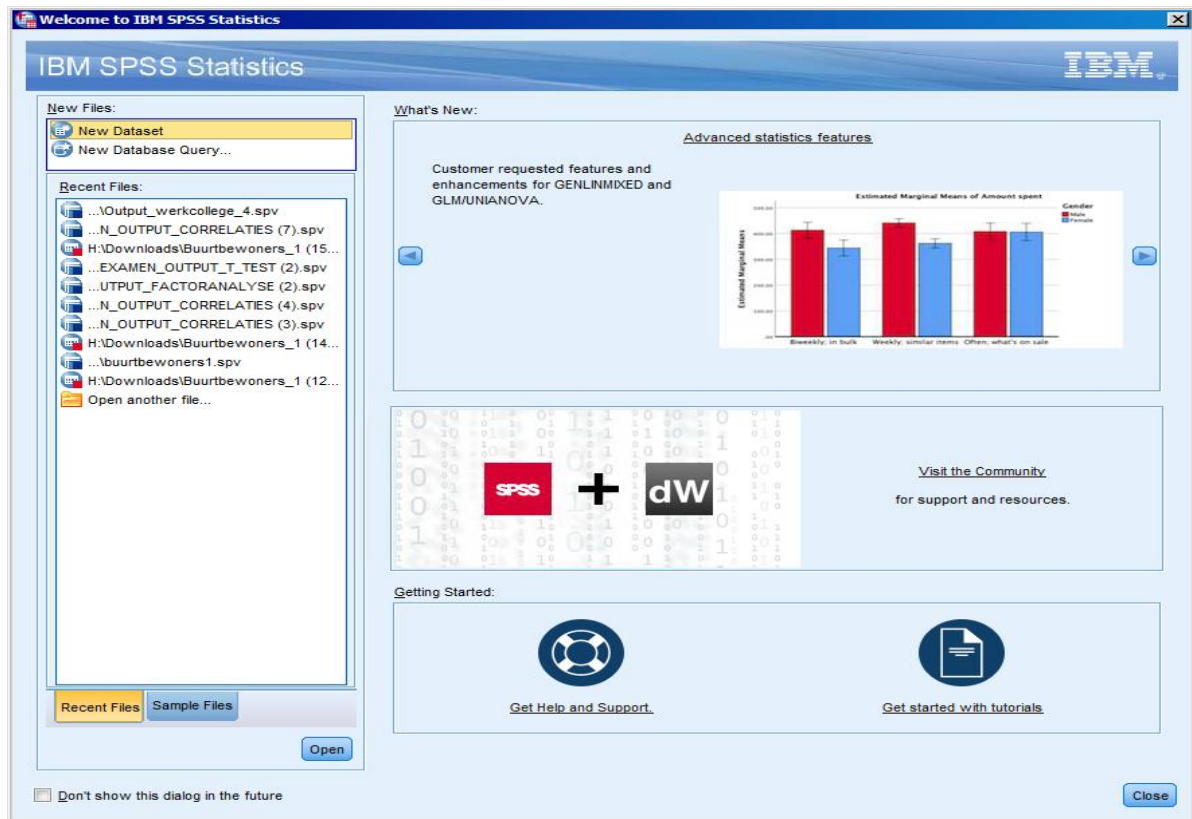 Welcome to IBM SPSS Statistics
IBM SPSS Statistics
IBM
New Files:
New Dataset
New Database Query...
Recent Files:
...\Output_werkcollege_4.spv
...N_OUTPUT_CORRELATIES (7).spv
H:\Downloads\Buurtbewoners_1 (15...
...EXAMEN_OUTPUT_T_TEST (2).spv
...UTPUT_FACTORANALYSE (2).spv
...N_OUTPUT_CORRELATIES (4).spv
...N_OUTPUT_CORRELATIES (3).spv
H:\Downloads\Buurtbewoners_1 (14...
...\buurtbewoners1.spv
H:\Downloads\Buurtbewoners_1 (12...
Open another file...
Recent Files
Sample Files
Open
Don't show this dialog in the future
What's New:
Advanced statistics features
Customer requested features and
enhancements for GENLINMIXED and
GLM/UNIANOVA.
Estimated Marginal Means of Amount spent
Gender
Male
Female
Estimated Marginal Means
Biweekly; in bulk
Weekly; similar items
Often; what's on sale
SPSS + dW
Visit the Community
for support and resources.
Getting Started:
Get Help and Support.
Get started with tutorials
Close